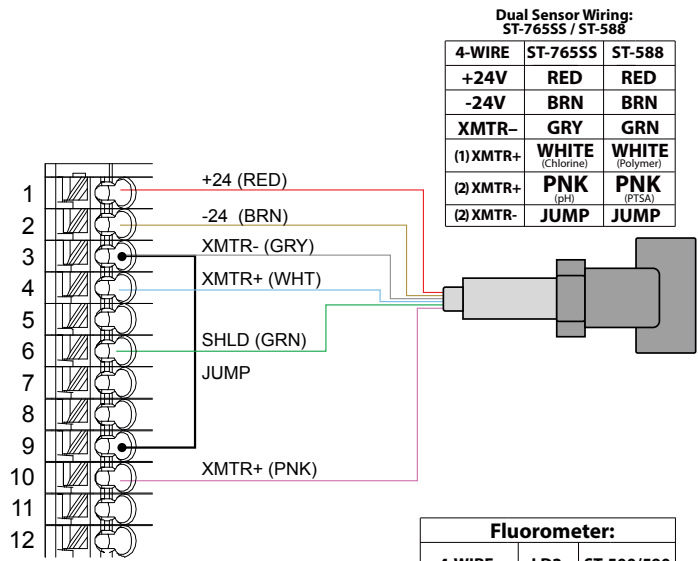 Dual Sensor Wiring:
ST-765SS / ST-588
4-WIRE ST-765SS ST-588
+24V RED RED
-24V BRN BRN
XMTR– GRY GRN
(1) XMTR+ WHITE (Chlorine) WHITE (Polymer)
(2) XMTR+ PNK (pH) PNK (PTSA)
(2) XMTR- JUMP JUMP
1 +24 (RED)
2 -24 (BRN)
3 XMTR- (GRY)
4 XMTR+ (WHT)
5
6 SHLD (GRN)
7 JUMP
8
9
10 XMTR+ (PNK)
11
12
Fluorometer: